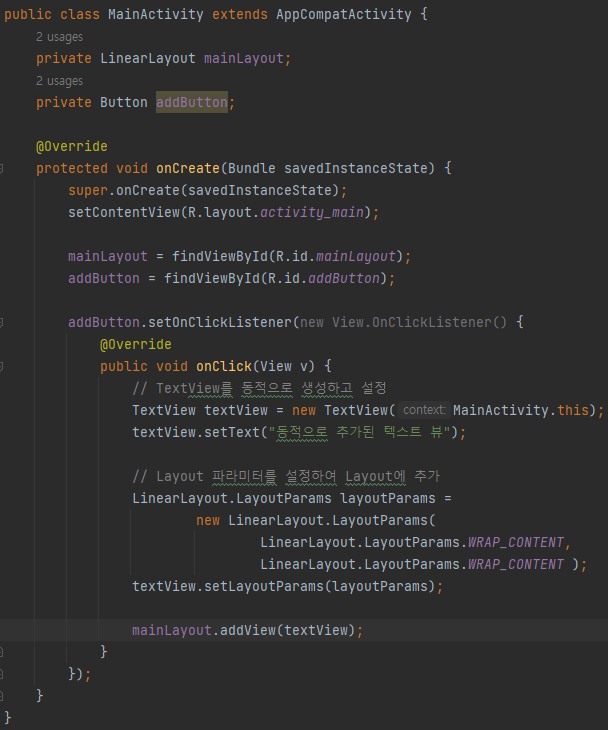 public class MainActivity extends AppCompatActivity {
2 usages
private LinearLayout mainLayout;
2 usages
private Button addButton;
@Override
protected void onCreate(Bundle savedInstanceState) {
super.onCreate(savedInstanceState);
setContentView(R.layout.activity_main);
mainLayout = findViewById(R.id.mainLayout);
addButton = findViewById(R.id.addButton);
addButton.setOnClickListener(new View.OnClickListener() {
@Override
public void onClick(View v) {
// TextView를 동적으로 생성하고 설정
TextView textView = new TextView( context: MainActivity.this);
textView.setText("동적으로 추가된 텍스트 뷰");
// Layout 파라미터를 설정하여 Layout에 추가
LinearLayout.LayoutParams layoutParams =
new LinearLayout.LayoutParams(
LinearLayout.LayoutParams.WRAP_CONTENT,
LinearLayout.LayoutParams.WRAP_CONTENT );
textView.setLayoutParams(layoutParams);
mainLayout.addView(textView);
}
});
}
}